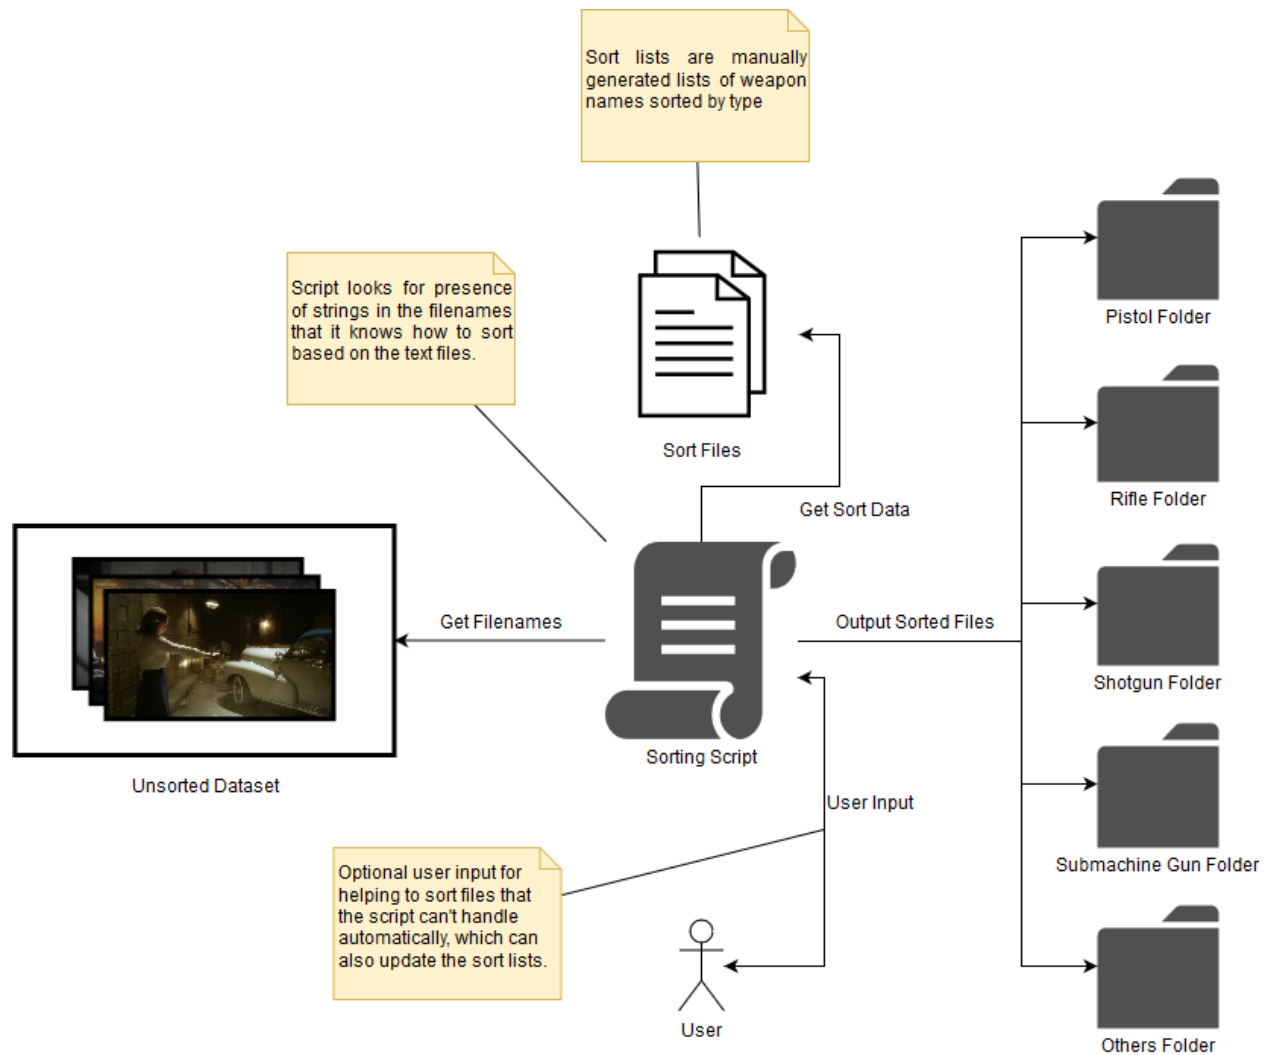 Sort lists are manually
generated lists of weapon
names sorted by type
Script looks for presence
of strings in the filenames
that it knows how to sort
based on the text files.
Pistol Folder
Sort Files
Rifle Folder
Get Sort Data
Get Filenames
Output Sorted Files
Shotgun Folder
Sorting Script
Unsorted Dataset
User Input
Submachine Gun Folder
Optional user input for
helping to sort files that
the script can't handle
automatically, which can
also update the sort lists.
User
Others Folder